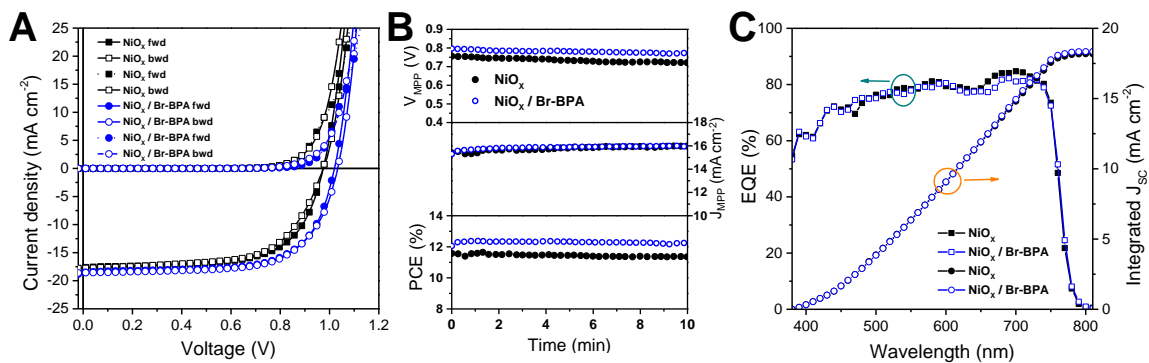 A
Current density (mA cm⁻²)
25
20
15
10
5
0
-5
-10
-15
-20
-25
NiOₓ fwd
NiOₓ bwd
NiOₓ fwd
NiOₓ bwd
NiOₓ / Br-BPA fwd
NiOₓ / Br-BPA bwd
NiOₓ / Br-BPA fwd
NiOₓ / Br-BPA bwd
0.0 0.2 0.4 0.6 0.8 1.0 1.2
Voltage (V)
B
V_MPP (V)
0.9
0.8
0.7
0.5
0.4
NiOₓ
NiOₓ / Br-BPA
18
16
14
12
10
J_MPP (mA cm⁻²)
PCE (%)
14
13
12
11
10
0 2 4 6 8 10
Time (min)
C
EQE (%)
100
80
60
40
20
0
NiOₓ
NiOₓ / Br-BPA
NiOₓ
NiOₓ / Br-BPA
20
15
10
5
0
Integrated J_SC (mA cm⁻²)
400 500 600 700 800
Wavelength (nm)